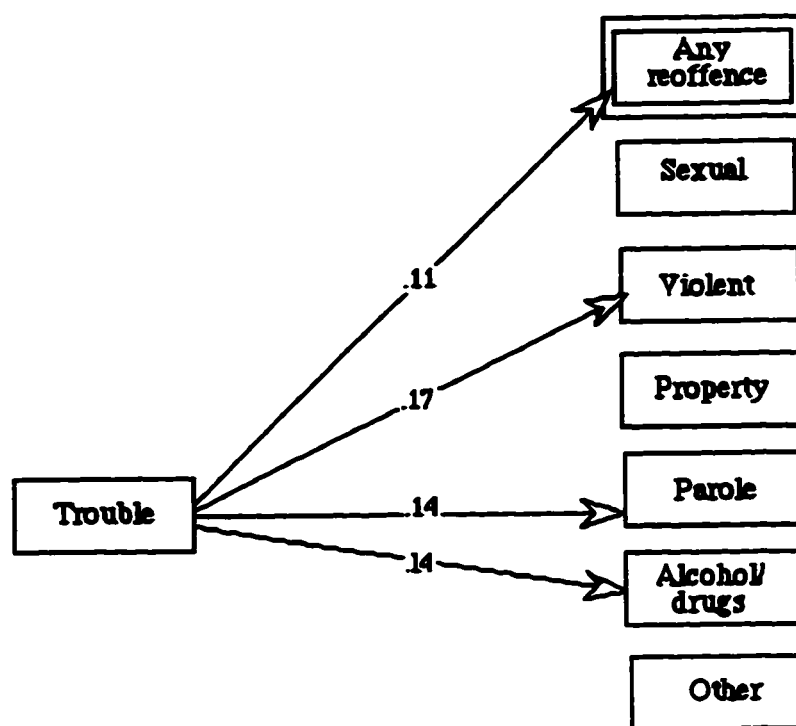 Any
reoffence
Sexual
.11
Violent
.17
Property
Trouble
.14
Parole
.14
Alcohol/
drugs
Other